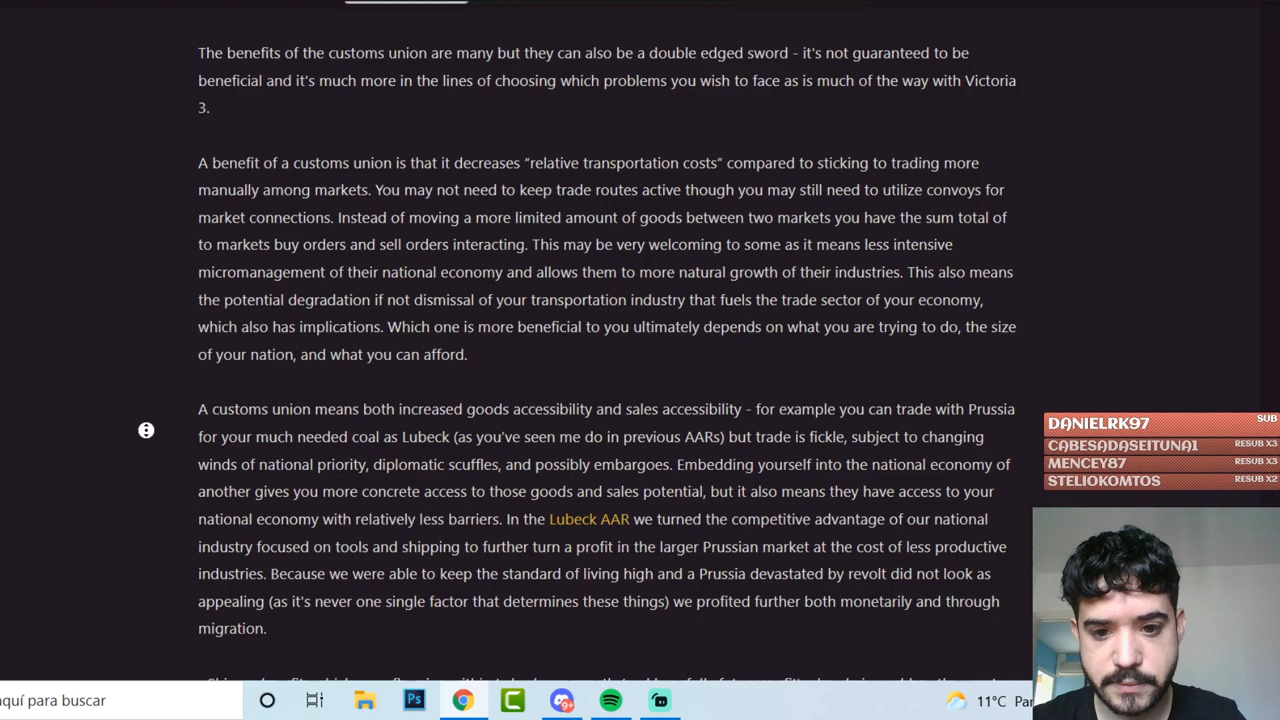 The benefits of the customs union are many but they can also be a double edged sword - it's not guaranteed to be
beneficial and it's much more in the lines of choosing which problems you wish to face as is much of the way with Victoria
3.
A benefit of a customs union is that it decreases “relative transportation costs” compared to sticking to trading more
manually among markets. You may not need to keep trade routes active though you may still need to utilize convoys for
market connections. Instead of moving a more limited amount of goods between two markets you have the sum total of
to markets buy orders and sell orders interacting. This may be very welcoming to some as it means less intensive
micromanagement of their national economy and allows them to more natural growth of their industries. This also means
the potential degradation if not dismissal of your transportation industry that fuels the trade sector of your economy,
which also has implications. Which one is more beneficial to you ultimately depends on what you are trying to do, the size
of your nation, and what you can afford.
A customs union means both increased goods accessibility and sales accessibility - for example you can trade with Prussia
for your much needed coal as Lubeck (as you’ve seen me do in previous AARs) but trade is fickle, subject to changing
winds of national priority, diplomatic scuffles, and possibly embargoes. Embedding yourself into the national economy of
another gives you more concrete access to those goods and sales potential, but it also means they have access to your
national economy with relatively less barriers. In the Lubeck AAR we turned the competitive advantage of our national
industry focused on tools and shipping to further turn a profit in the larger Prussian market at the cost of less productive
industries. Because we were able to keep the standard of living high and a Prussia devastated by revolt did not look as
appealing (as it's never one single factor that determines these things) we profited further both monetarily and through
migration.
DANIELRK97 SUB
CABESADASEITUNA1 RESUB X3
MENCEY87 RESUB X3
STELIOKOMTOS RESUB X2
aquí para buscar
Ps
9+
11°C Par